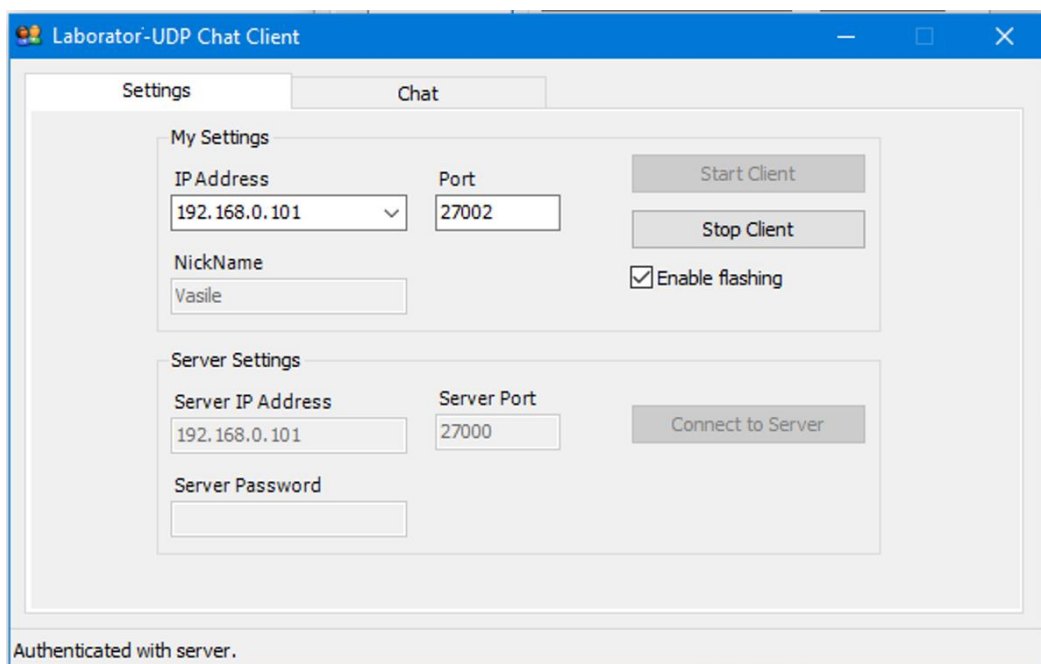 Laborator-UDP Chat Client
Settings Chat
My Settings
IP Address Port
Start Client
192.168.0.101 27002
Stop Client
NickName
Enable flashing
Vasile
Server Settings
Server IP Address Server Port
192.168.0.101 27000
Connect to Server
Server Password
Authenticated with server.